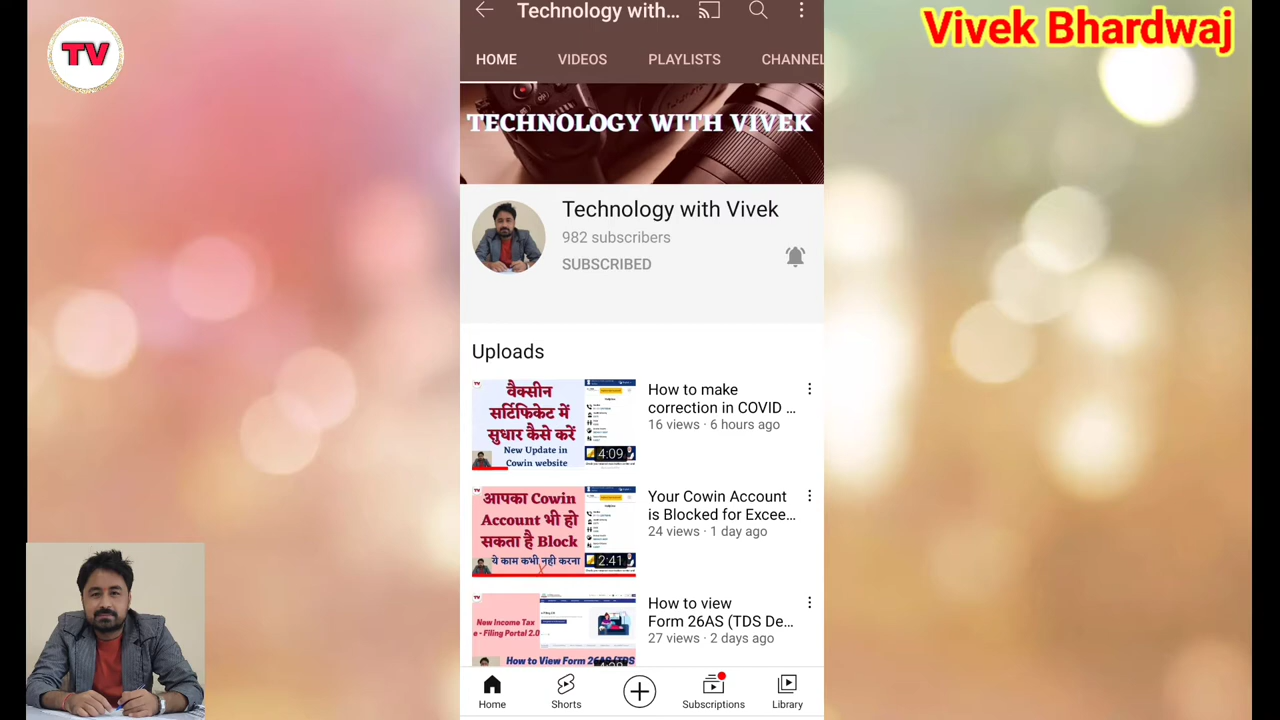 TV
Vivek Bhardwaj
Technology with...
HOME VIDEOS PLAYLISTS CHANNEL
TECHNOLOGY WITH VIVEK
Technology with Vivek
982 subscribers
SUBSCRIBED
Uploads
वैक्सीन
सर्टिफिकेट में
सुधार कैसे करें
New Update in
Cowin website
4:09
How to make
correction in COVID ...
16 views · 6 hours ago
आपका Cowin
Account भी हो
सकता है Block
ये काम कभी नही करना
2:41
Your Cowin Account
is Blocked for Excee...
24 views · 1 day ago
New Income Tax
e - Filing Portal 2.0
How to View Form 26AS (TDS
How to view
Form 26AS (TDS De...
27 views · 2 days ago
Home Shorts Subscriptions Library